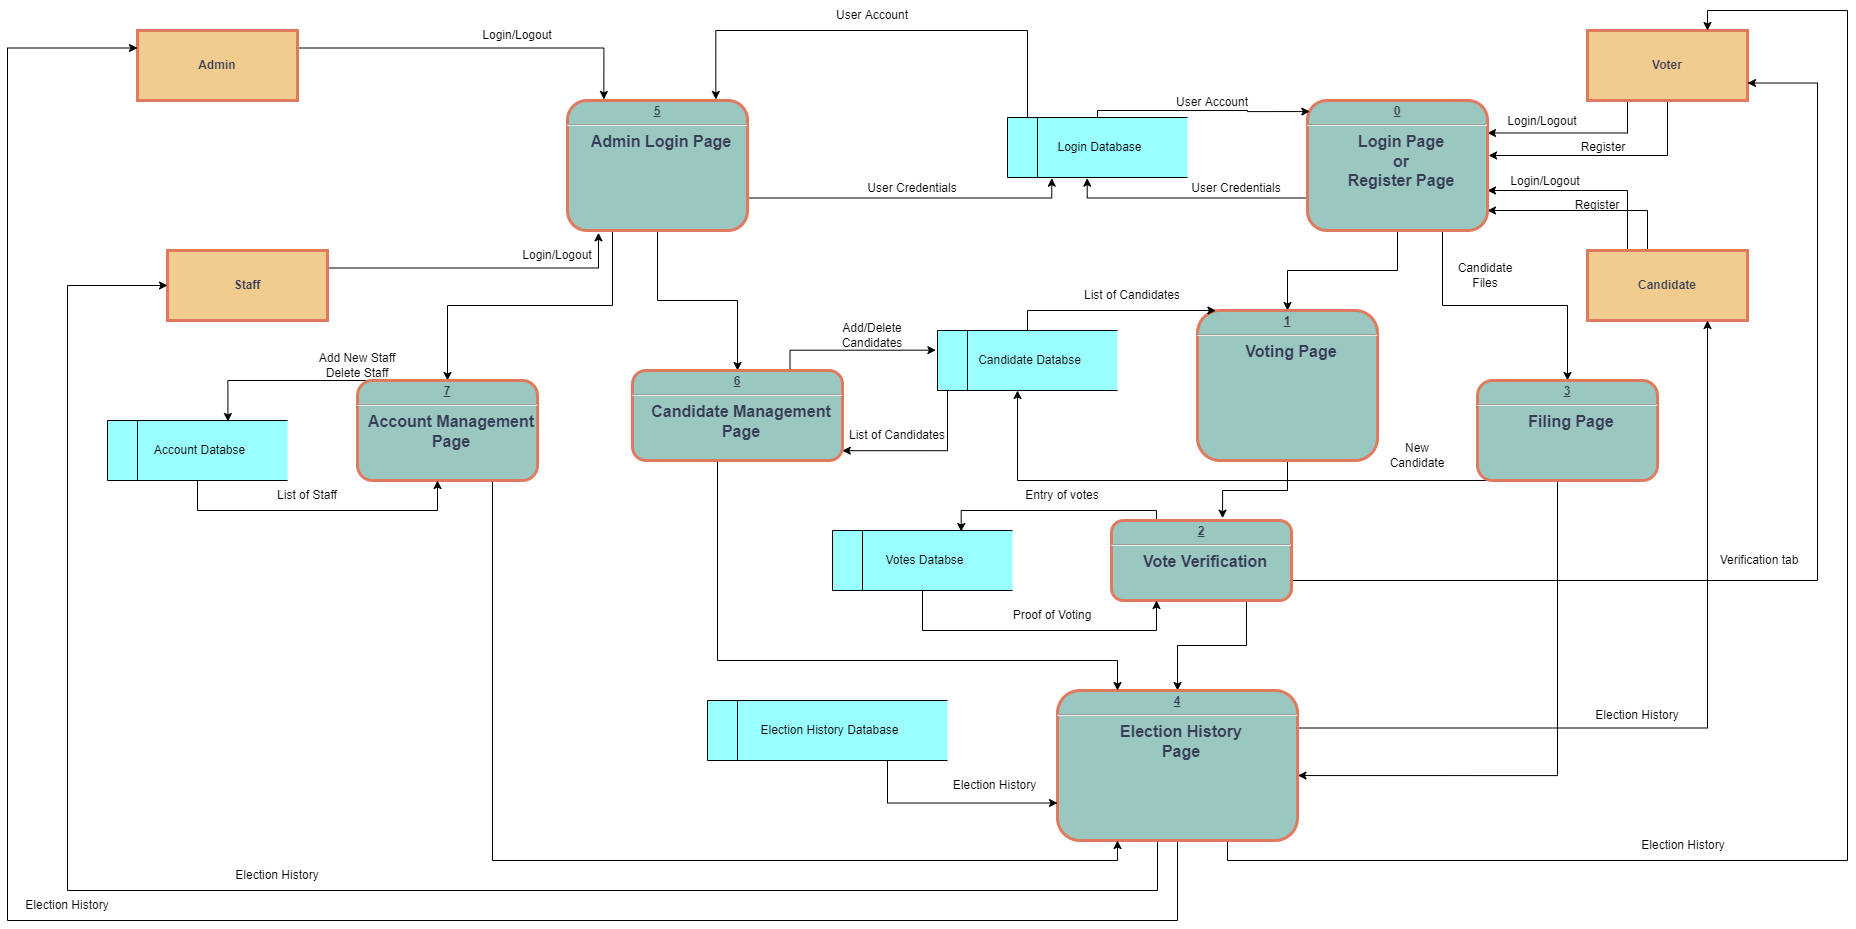 User Account
Login/Logout
Admin
Voter
5
Admin Login Page
User Account
0
Login Page
or
Register Page
Login/Logout
Register
Login Database
User Credentials
User Credentials
Login/Logout
Register
Login/Logout
Staff
Candidate
Candidate
Files
List of Candidates
1
Voting Page
Add/Delete
Candidates
Candidate Databse
Add New Staff
Delete Staff
7
Account Management
Page
6
Candidate Management
Page
3
Filing Page
List of Candidates
Account Databse
New
Candidate
List of Staff
Entry of votes
2
Vote Verification
Votes Databse
Verification tab
Proof of Voting
4
Election History
Page
Election History Database
Election History
Election History
Election History
Election History
Election History